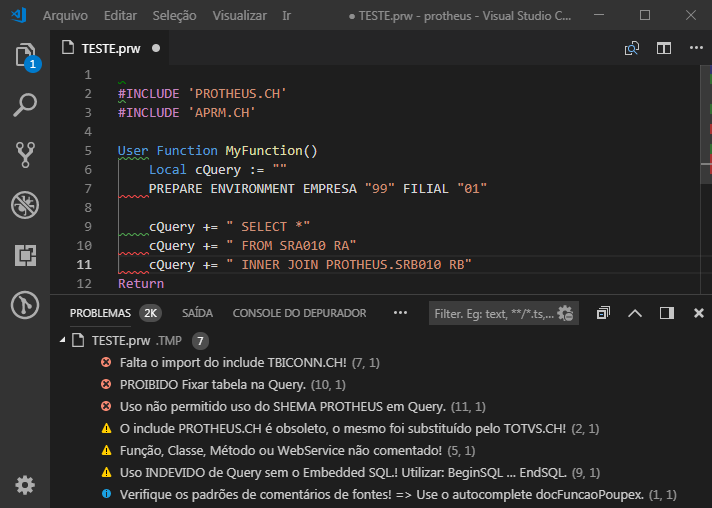 Arquivo Editar Seleção Visualizar Ir ● TESTE.prw - protheus - Visual Studio C...
1
TESTE.prw ●
1
2 #INCLUDE 'PROTHEUS.CH'
3 #INCLUDE 'APRM.CH'
4
5 User Function MyFunction()
6 Local cQuery := ""
7 PREPARE ENVIRONMENT EMPRESA "99" FILIAL "01"
8
9 cQuery += " SELECT *"
10 cQuery += " FROM SRA010 RA"
11 cQuery += " INNER JOIN PROTHEUS.SRB010 RB"
12 Return
PROBLEMAS 2K SAÍDA CONSOLE DO DEPURADOR ... Filter. Eg: text, **/*.ts,...
TESTE.prw .TMP 7
Falta o import do include TBICONN.CH! (7, 1)
PROIBIDO Fixar tabela na Query. (10, 1)
Uso não permitido uso do SHEMA PROTHEUS em Query. (11, 1)
O include PROTHEUS.CH é obsoleto, o mesmo foi substituído pelo TOTVS.CH! (2, 1)
Função, Classe, Método ou WebService não comentado! (5, 1)
Uso INDEVIDO de Query sem o Embedded SQL.! Utilizar: BeginSQL ... EndSQL. (9, 1)
Verifique os padrões de comentários de fontes! => Use o autocomplete docFuncaoPoupex. (1, 1)